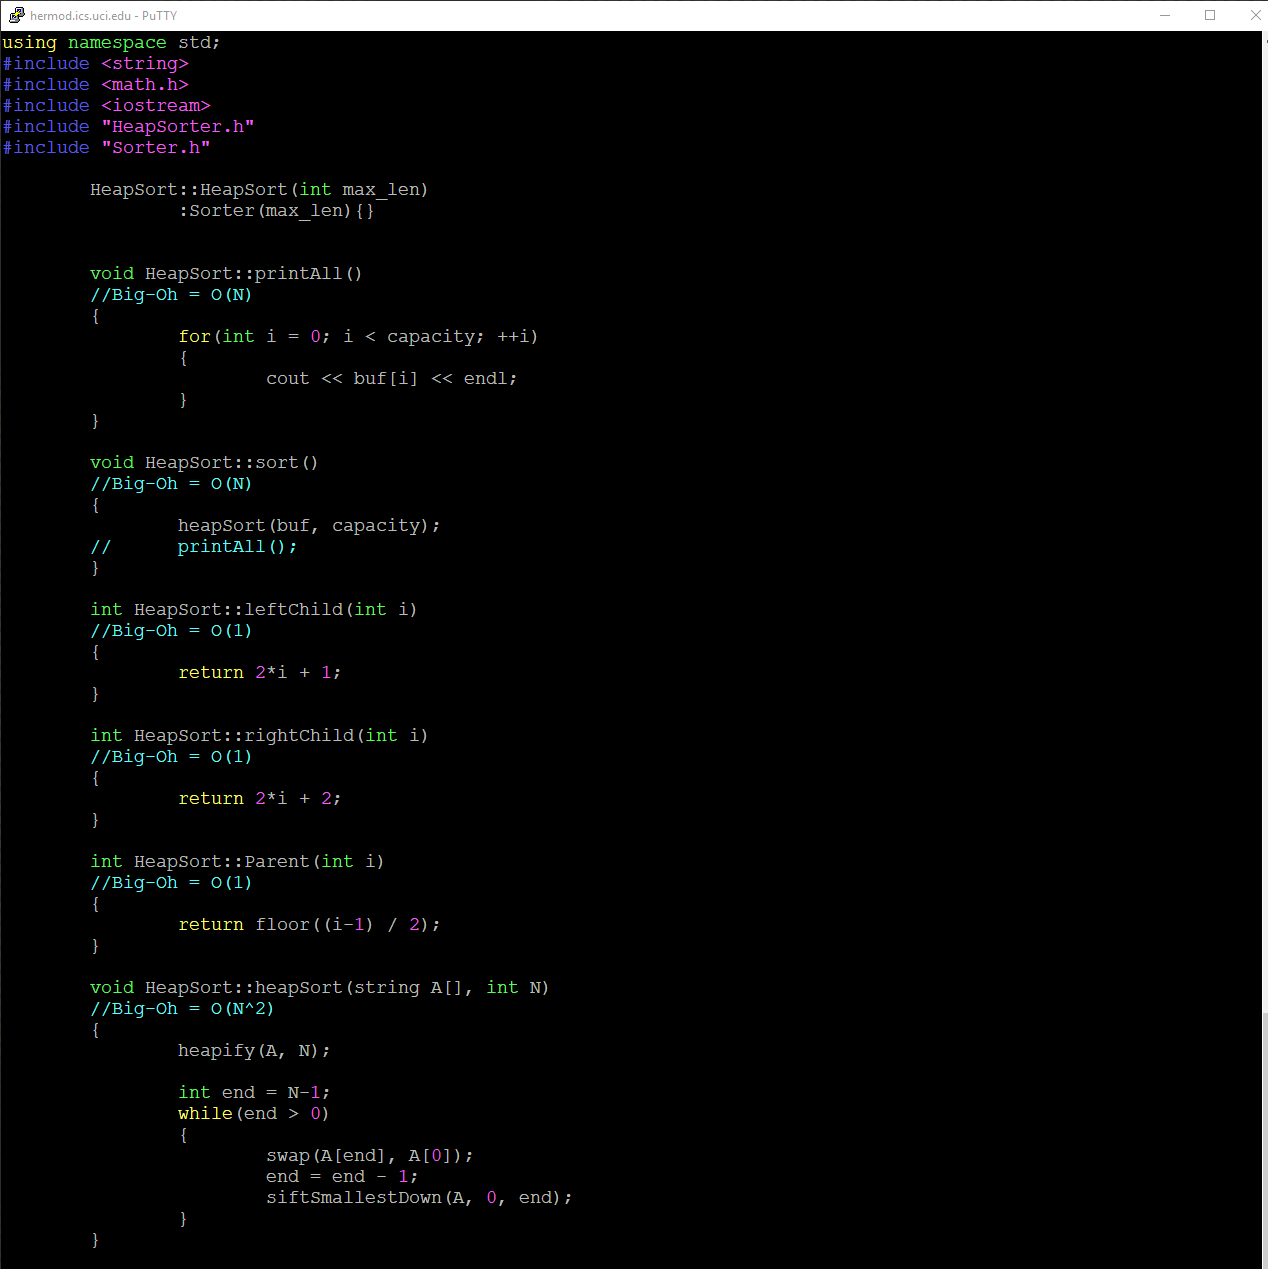 hermod.ics.uci.edu - PuTTY
using namespace std;
#include <string>
#include <math.h>
#include <iostream>
#include "HeapSorter.h"
#include "Sorter.h"
HeapSort::HeapSort(int max_len)
:Sorter(max_len){}
void HeapSort::printAll()
//Big-Oh = O(N)
{
for(int i = 0; i < capacity; ++i)
{
cout << buf[i] << endl;
}
}
void HeapSort::sort()
//Big-Oh = O(N)
{
heapSort(buf, capacity);
// printAll();
}
int HeapSort::leftChild(int i)
//Big-Oh = O(1)
{
return 2*i + 1;
}
int HeapSort::rightChild(int i)
//Big-Oh = O(1)
{
return 2*i + 2;
}
int HeapSort::Parent(int i)
//Big-Oh = O(1)
{
return floor((i-1) / 2);
}
void HeapSort::heapSort(string A[], int N)
//Big-Oh = O(N^2)
{
heapify(A, N);
int end = N-1;
while(end > 0)
{
swap(A[end], A[0]);
end = end - 1;
siftSmallestDown(A, 0, end);
}
}